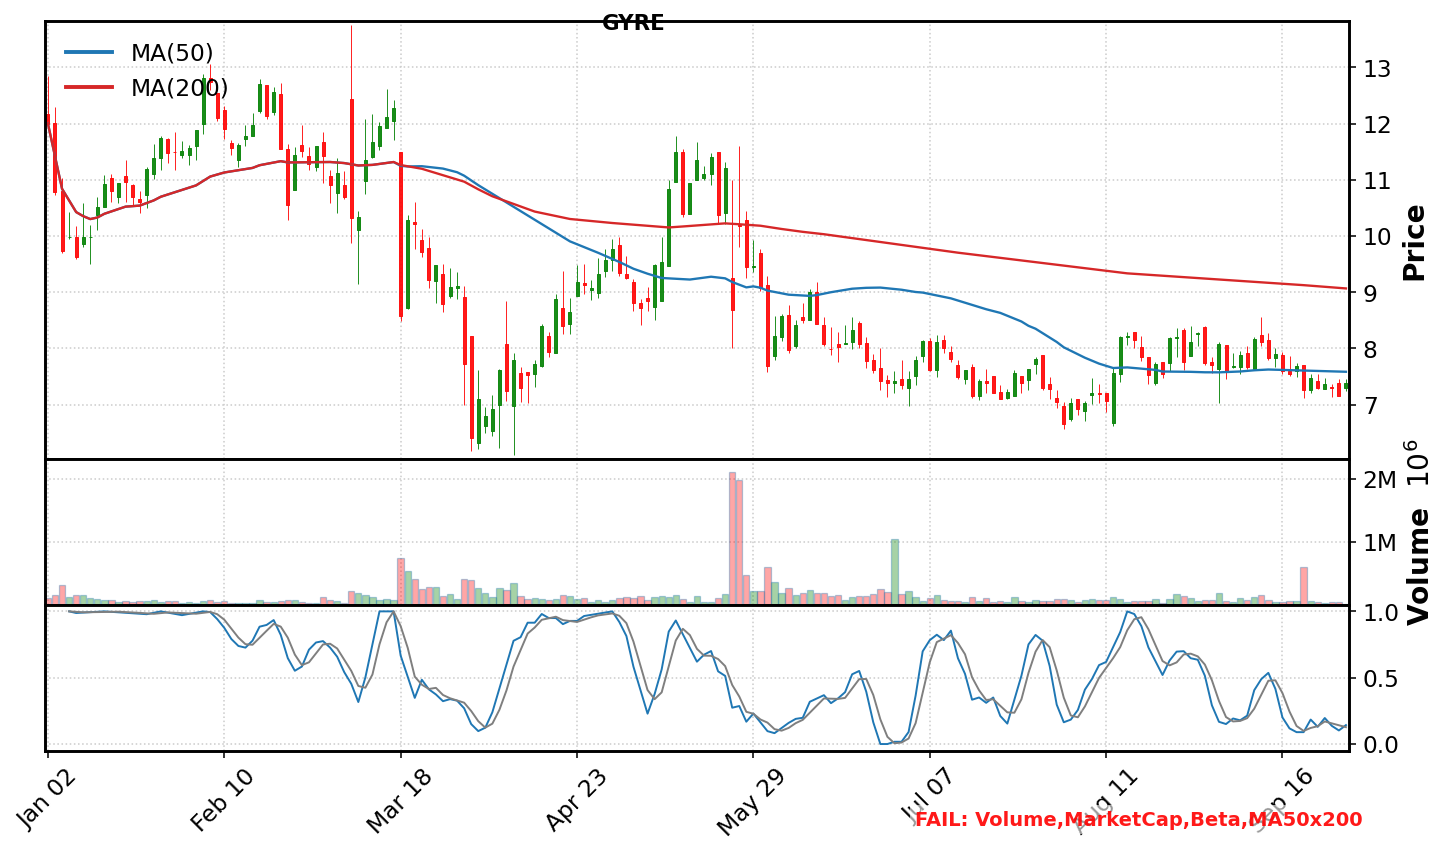 GYRE
MA(50)
MA(200)
13
12
11
10
9
8
7
Price
2M
1M
Volume 10⁶
1.0
0.5
0.0
Jan 02
Feb 10
Mar 18
Apr 23
May 29
Jul 07
Aug 11
Sep 16
FAIL: Volume,MarketCap,Beta,MA50x200